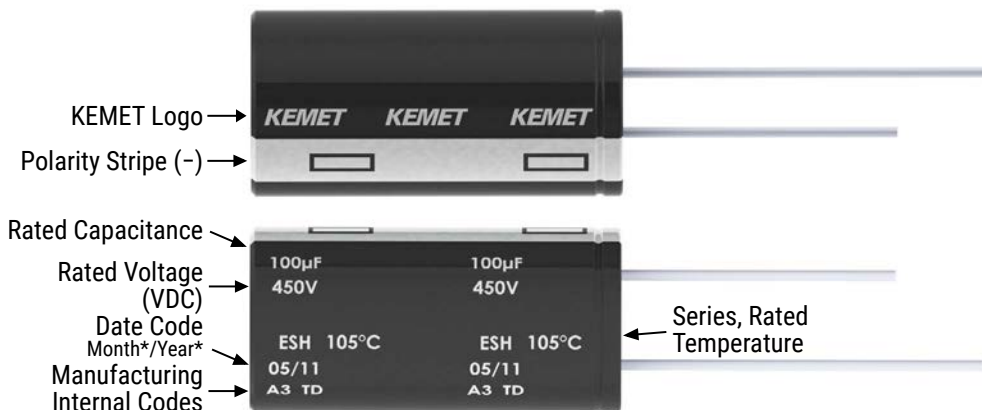 KEMET Logo
KEMET KEMET KEMET
Polarity Stripe (−)
Rated Capacitance
100µF 100µF
Rated Voltage
(VDC)
450V 450V
Date Code
Month*/Year*
ESH 105°C ESH 105°C
05/11 05/11
Manufacturing
Internal Codes
A3 TD A3 TD
Series, Rated
Temperature